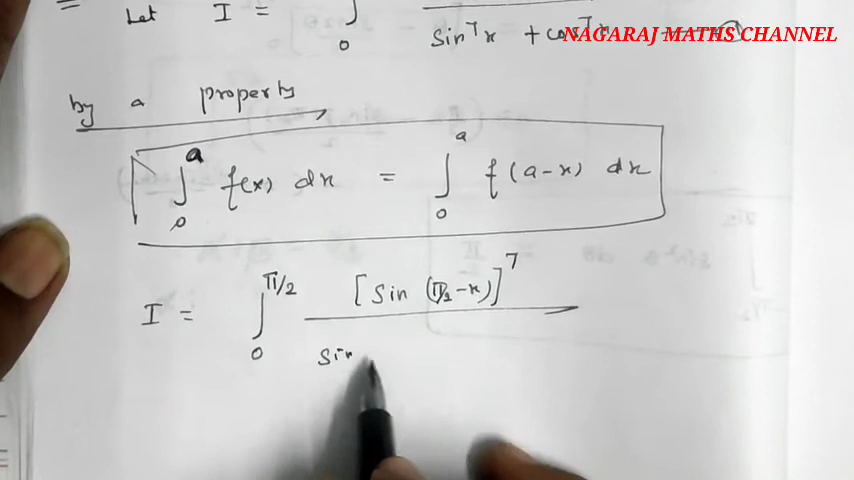 Let I = ∫₀ sin⁷x + cos⁷x
NAGARAJ MATHS CHANNEL
by a property
∫₀ᵃ f(x) dx = ∫₀ᵃ f(a-x) dx
I = ∫₀^(π/2) [sin (π/2 - x)]⁷
sin